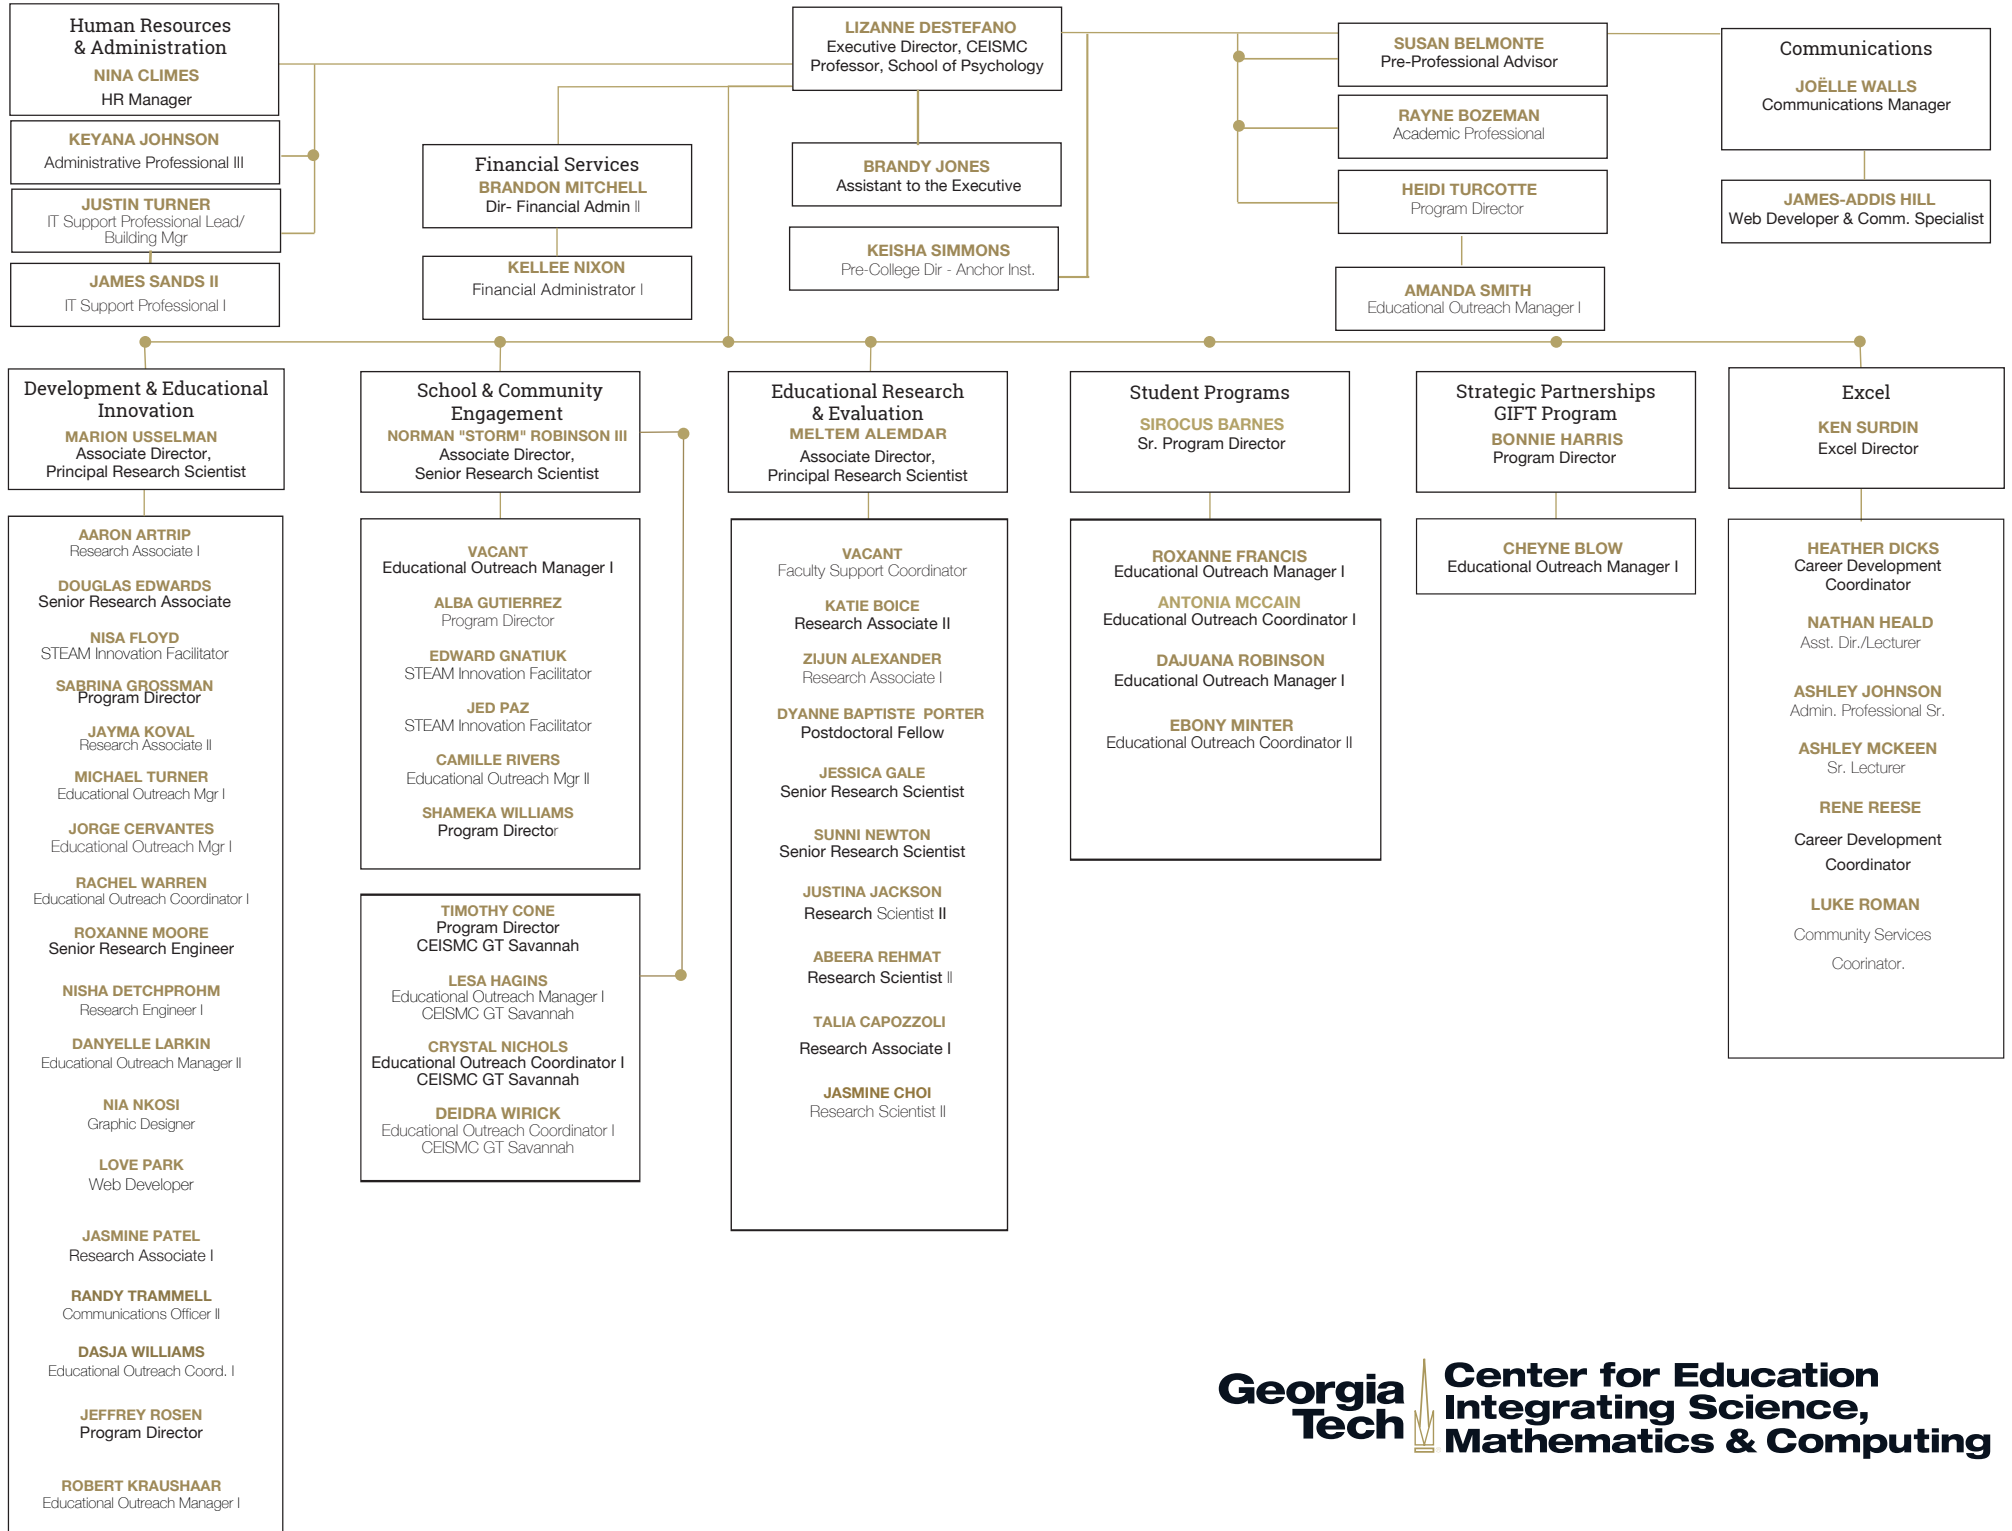 Human Resources
& Administration
NINA CLIMES
HR Manager
KEYANA JOHNSON
Administrative Professional III
JUSTIN TURNER
IT Support Professional Lead/
Building Mgr
JAMES SANDS II
IT Support Professional I
Financial Services
BRANDON MITCHELL
Dir- Financial Admin II
KELLEE NIXON
Financial Administrator I
LIZANNE DESTEFANO
Executive Director, CEISMC
Professor, School of Psychology
BRANDY JONES
Assistant to the Executive
KEISHA SIMMONS
Pre-College Dir - Anchor Inst.
SUSAN BELMONTE
Pre-Professional Advisor
RAYNE BOZEMAN
Academic Professional
HEIDI TURCOTTE
Program Director
AMANDA SMITH
Educational Outreach Manager I
Communications
JOËLLE WALLS
Communications Manager
JAMES-ADDIS HILL
Web Developer & Comm. Specialist
Development & Educational
Innovation
MARION USSELMAN
Associate Director,
Principal Research Scientist
AARON ARTRIP
Research Associate I
DOUGLAS EDWARDS
Senior Research Associate
NISA FLOYD
STEAM Innovation Facilitator
SABRINA GROSSMAN
Program Director
JAYMA KOVAL
Research Associate II
MICHAEL TURNER
Educational Outreach Mgr I
JORGE CERVANTES
Educational Outreach Mgr I
RACHEL WARREN
Educational Outreach Coordinator I
ROXANNE MOORE
Senior Research Engineer
NISHA DETCHPROHM
Research Engineer I
DANYELLE LARKIN
Educational Outreach Manager II
NIA NKOSI
Graphic Designer
LOVE PARK
Web Developer
JASMINE PATEL
Research Associate I
RANDY TRAMMELL
Communications Officer II
DASJA WILLIAMS
Educational Outreach Coord. I
JEFFREY ROSEN
Program Director
ROBERT KRAUSHAAR
Educational Outreach Manager I
School & Community
Engagement
NORMAN "STORM" ROBINSON III
Associate Director,
Senior Research Scientist
VACANT
Educational Outreach Manager I
ALBA GUTIERREZ
Program Director
EDWARD GNATIUK
STEAM Innovation Facilitator
JED PAZ
STEAM Innovation Facilitator
CAMILLE RIVERS
Educational Outreach Mgr II
SHAMEKA WILLIAMS
Program Director
TIMOTHY CONE
Program Director
CEISMC GT Savannah
LESA HAGINS
Educational Outreach Manager I
CEISMC GT Savannah
CRYSTAL NICHOLS
Educational Outreach Coordinator I
CEISMC GT Savannah
DEIDRA WIRICK
Educational Outreach Coordinator I
CEISMC GT Savannah
Educational Research
& Evaluation
MELTEM ALEMDAR
Associate Director,
Principal Research Scientist
VACANT
Faculty Support Coordinator
KATIE BOICE
Research Associate II
ZIJUN ALEXANDER
Research Associate I
DYANNE BAPTISTE PORTER
Postdoctoral Fellow
JESSICA GALE
Senior Research Scientist
SUNNI NEWTON
Senior Research Scientist
JUSTINA JACKSON
Research Scientist II
ABEERA REHMAT
Research Scientist II
TALIA CAPOZZOLI
Research Associate I
JASMINE CHOI
Research Scientist II
Student Programs
SIROCUS BARNES
Sr. Program Director
ROXANNE FRANCIS
Educational Outreach Manager I
ANTONIA MCCAIN
Educational Outreach Coordinator I
DAJUANA ROBINSON
Educational Outreach Manager I
EBONY MINTER
Educational Outreach Coordinator II
Strategic Partnerships
GIFT Program
BONNIE HARRIS
Program Director
CHEYNE BLOW
Educational Outreach Manager I
Excel
KEN SURDIN
Excel Director
HEATHER DICKS
Career Development
Coordinator
NATHAN HEALD
Asst. Dir./Lecturer
ASHLEY JOHNSON
Admin. Professional Sr.
ASHLEY MCKEEN
Sr. Lecturer
RENE REESE
Career Development
Coordinator
LUKE ROMAN
Community Services
Coorinator.
Georgia
Tech
Center for Education
Integrating Science,
Mathematics & Computing